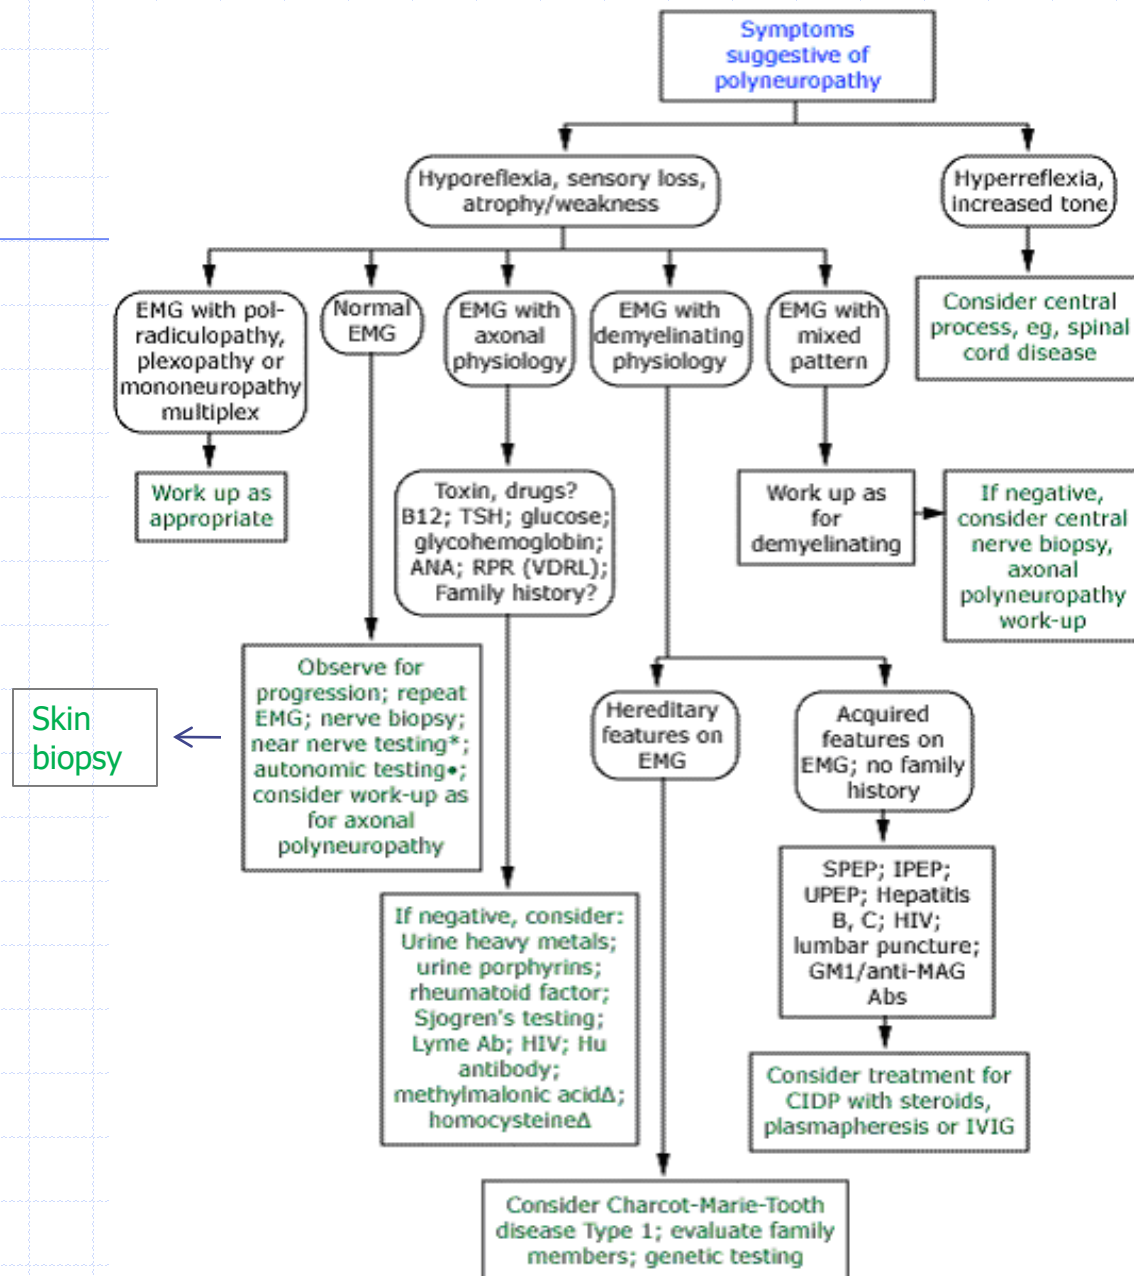 Symptoms
suggestive of
polyneuropathy
Hyporeflexia, sensory loss,
atrophy/weakness
Hyperreflexia,
increased tone
EMG with pol-
radiculopathy,
plexopathy or
mononeuropathy
multiplex
Normal
EMG
EMG with
axonal
physiology
EMG with
demyelinating
physiology
EMG with
mixed
pattern
Consider central
process, eg, spinal
cord disease
Work up as
appropriate
Toxin, drugs?
B12; TSH; glucose;
glycohemoglobin;
ANA; RPR (VDRL);
Family history?
Work up as
for
demyelinating
If negative,
consider central
nerve biopsy,
axonal
polyneuropathy
work-up
Observe for
progression; repeat
EMG; nerve biopsy;
near nerve testing*;
autonomic testing•;
consider work-up as
for axonal
polyneuropathy
Skin
biopsy
Hereditary
features on
EMG
Acquired
features on
EMG; no family
history
SPEP; IPEP;
UPEP; Hepatitis
B, C; HIV;
lumbar puncture;
GM1/anti-MAG
Abs
If negative, consider:
Urine heavy metals;
urine porphyrins;
rheumatoid factor;
Sjogren's testing;
Lyme Ab; HIV; Hu
antibody;
methylmalonic acidΔ;
homocysteineΔ
Consider treatment for
CIDP with steroids,
plasmapheresis or IVIG
Consider Charcot-Marie-Tooth
disease Type 1; evaluate family
members; genetic testing